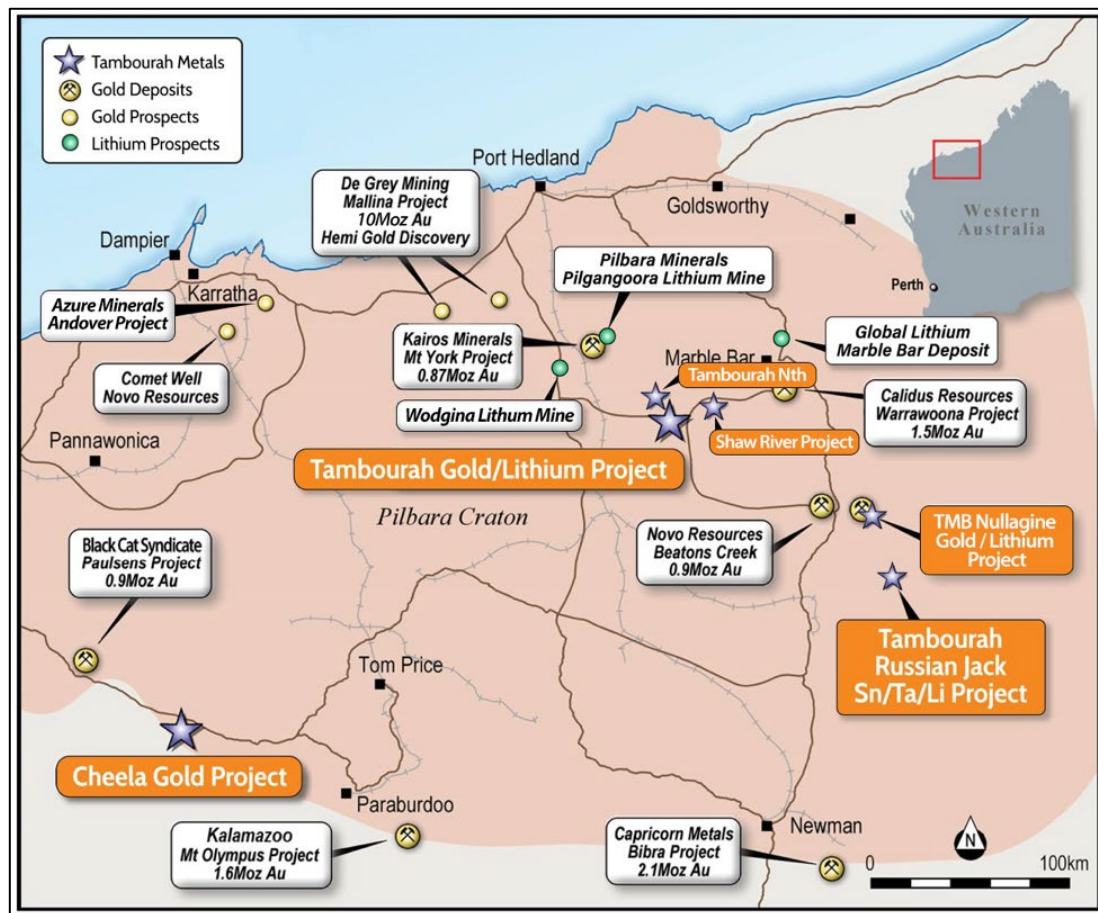 Tambourah Metals
Gold Deposits
Gold Prospects
Lithium Prospects
Port Hedland
De Grey Mining
Mallina Project
10Moz Au
Hemi Gold Discovery
Goldsworthy
Western
Australia
Perth
Dampier
Karratha
Pilbara Minerals
Pilgangoora Lithium Mine
Azure Minerals
Andover Project
Kairos Minerals
Mt York Project
0.87Moz Au
Global Lithium
Marble Bar Deposit
Marble Bar
Tambourah Nth
Comet Well
Novo Resources
Wodgina Lithum Mine
Calidus Resources
Warrawoona Project
1.5Moz Au
Shaw River Project
Pannawonica
Tambourah Gold/Lithium Project
Pilbara Craton
Novo Resources
Beatons Creek
0.9Moz Au
TMB Nullagine
Gold / Lithium
Project
Black Cat Syndicate
Paulsens Project
0.9Moz Au
Tambourah
Russian Jack
Sn/Ta/Li Project
Tom Price
Cheela Gold Project
Paraburdoo
Kalamazoo
Mt Olympus Project
1.6Moz Au
Capricorn Metals
Bibra Project
2.1Moz Au
Newman
N
0 100km